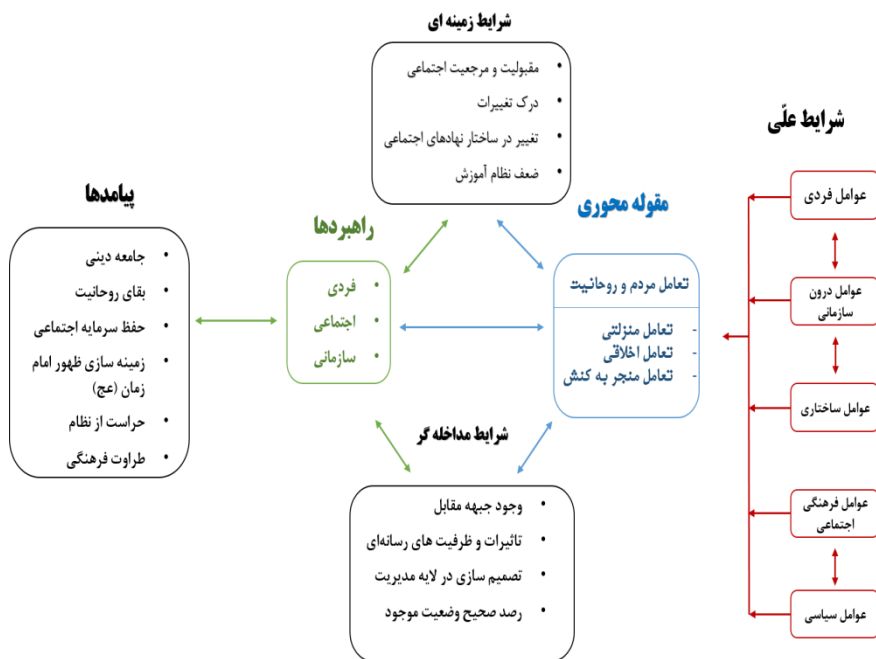 شرایط زمینه ای
• مقبولیت و مرجعیت اجتماعی
• درک تغییرات
• تغییر در ساختار نهادهای اجتماعی
• ضعف نظام آموزش
شرایط علّی
عوامل فردی
عوامل درون
سازمانی
عوامل ساختاری
عوامل فرهنگی
اجتماعی
عوامل سیاسی
مقوله محوری
تعامل مردم و روحانیت
- تعامل منزلتی
- تعامل اخلاقی
- تعامل منجر به کنش
راهبردها
• فردی
• اجتماعی
• سازمانی
پیامدها
• جامعه دینی
• بقای روحانیت
• حفظ سرمایه اجتماعی
• زمینه سازی ظهور امام
زمان (عج)
• حراست از نظام
• طراوت فرهنگی
شرایط مداخله گر
• وجود جبهه مقابل
• تاثیرات و ظرفیت های رسانه‌ای
• تصمیم سازی در لایه مدیریت
• رصد صحیح وضعیت موجود